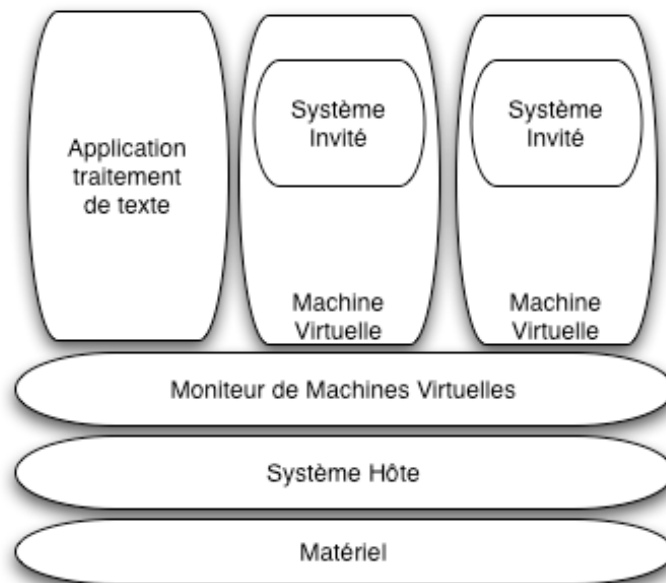 Application
traitement
de texte
Système
Invité
Machine
Virtuelle
Système
Invité
Machine
Virtuelle
Moniteur de Machines Virtuelles
Système Hôte
Matériel